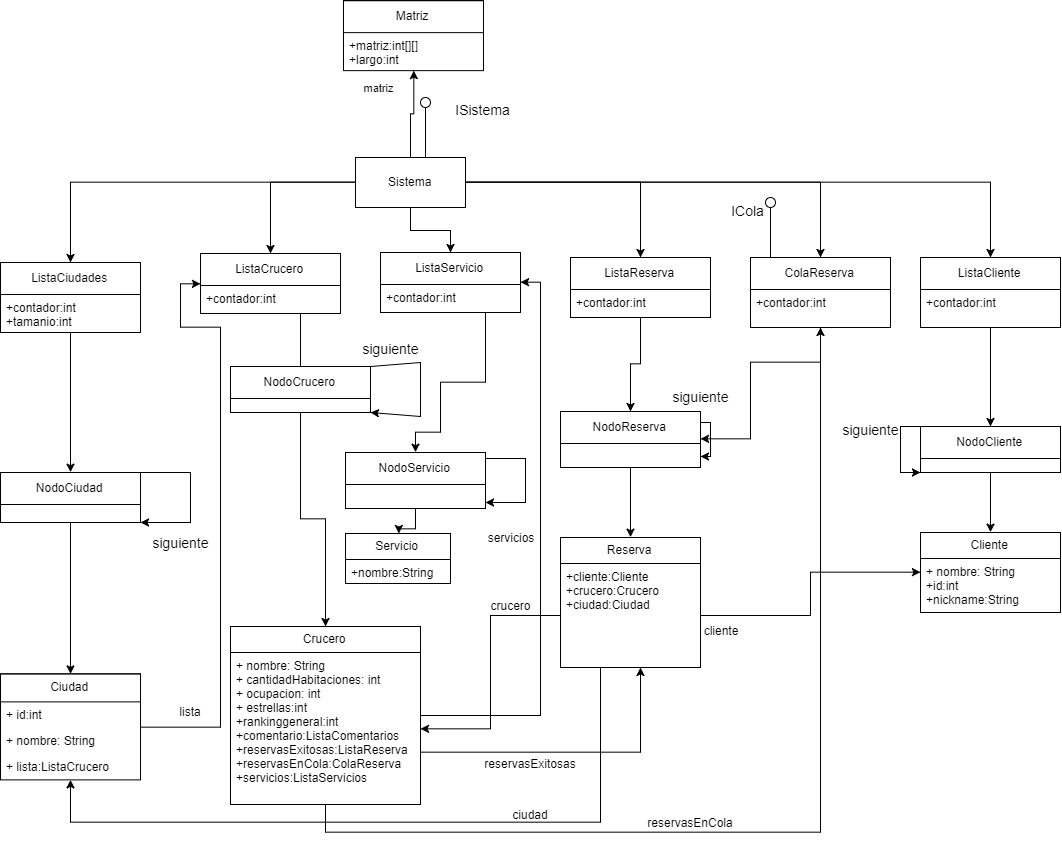 Matriz
+matriz:int[][]
+largo:int
matriz
ISistema
Sistema
ICola
ListaCiudades
+contador:int
+tamanio:int
ListaCrucero
+contador:int
ListaServicio
+contador:int
ListaReserva
+contador:int
ColaReserva
+contador:int
ListaCliente
+contador:int
siguiente
NodoCrucero
siguiente
NodoReserva
siguiente
NodoCliente
NodoServicio
NodoCiudad
siguiente
servicios
Servicio
+nombre:String
Reserva
+cliente:Cliente
+crucero:Crucero
+ciudad:Ciudad
Cliente
+ nombre: String
+id:int
+nickname:String
crucero
cliente
Crucero
+ nombre: String
+ cantidadHabitaciones: int
+ ocupacion: int
+ estrellas:int
+rankinggeneral:int
+comentario:ListaComentarios
+reservasExitosas:ListaReserva
+reservasEnCola:ColaReserva
+servicios:ListaServicios
Ciudad
+ id:int
+ nombre: String
+ lista:ListaCrucero
lista
reservasExitosas
ciudad
reservasEnCola